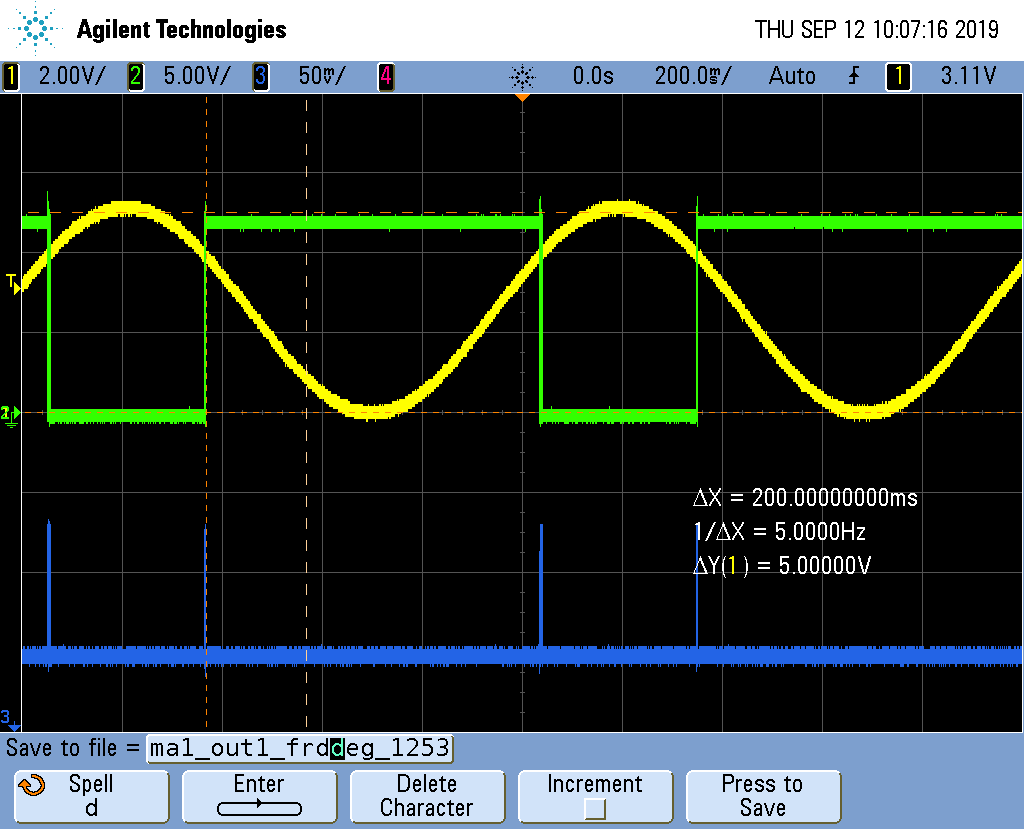 Agilent Technologies THU SEP 12 10:07:16 2019
1 2.00V/ 2 5.00V/ 3 50mV/ 4 0.0s 200.0ms/ Auto 1 3.11V
T
2
ΔX = 200.00000000ms
1/ΔX = 5.0000Hz
ΔY(1) = 5.00000V
3
Save to file = ma1_out1_frddeg_1253
Spell Enter Delete Increment Press to
d Character Save